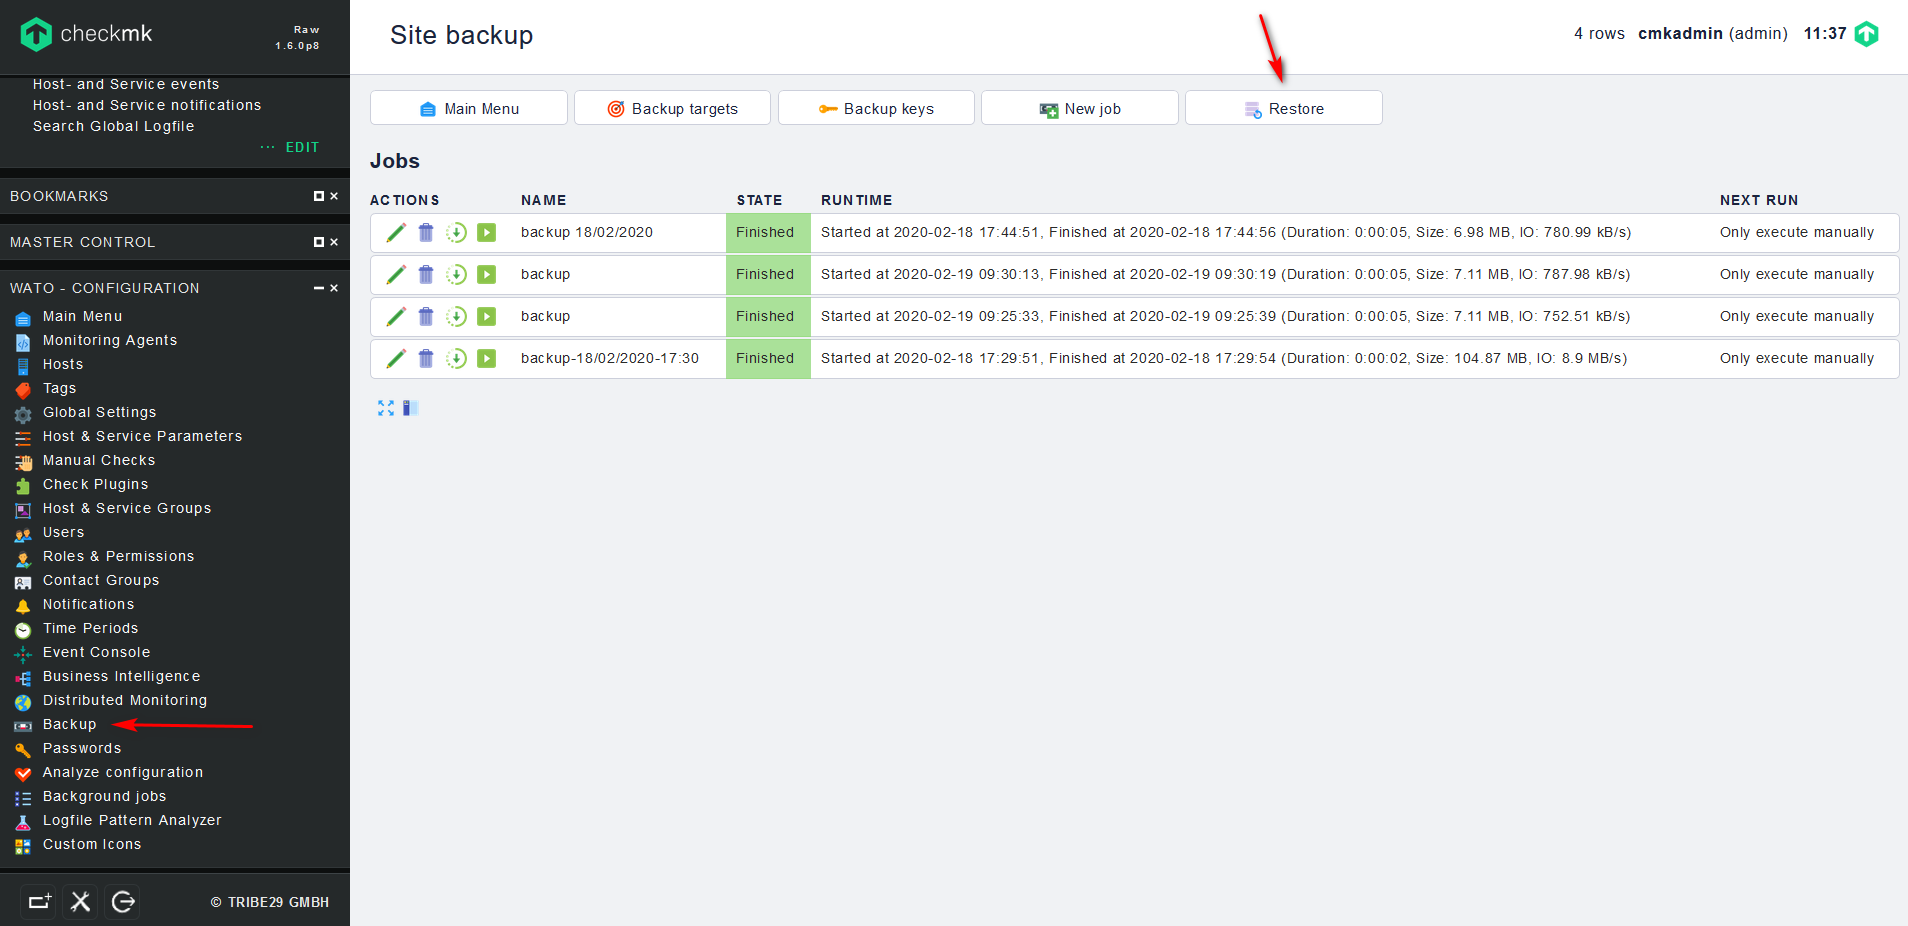 checkmk
Raw
1.6.0p8
Host- and Service events
Host- and Service notifications
Search Global Logfile
··· EDIT
BOOKMARKS
MASTER CONTROL
WATO - CONFIGURATION
Main Menu
Monitoring Agents
Hosts
Tags
Global Settings
Host & Service Parameters
Manual Checks
Check Plugins
Host & Service Groups
Users
Roles & Permissions
Contact Groups
Notifications
Time Periods
Event Console
Business Intelligence
Distributed Monitoring
Backup
Passwords
Analyze configuration
Background jobs
Logfile Pattern Analyzer
Custom Icons
© TRIBE29 GMBH
Site backup
4 rows cmkadmin (admin) 11:37
Main Menu Backup targets Backup keys New job Restore
Jobs
ACTIONS NAME STATE RUNTIME NEXT RUN
backup 18/02/2020 Finished Started at 2020-02-18 17:44:51, Finished at 2020-02-18 17:44:56 (Duration: 0:00:05, Size: 6.98 MB, IO: 780.99 kB/s) Only execute manually
backup Finished Started at 2020-02-19 09:30:13, Finished at 2020-02-19 09:30:19 (Duration: 0:00:05, Size: 7.11 MB, IO: 787.98 kB/s) Only execute manually
backup Finished Started at 2020-02-19 09:25:33, Finished at 2020-02-19 09:25:39 (Duration: 0:00:05, Size: 7.11 MB, IO: 752.51 kB/s) Only execute manually
backup-18/02/2020-17:30 Finished Started at 2020-02-18 17:29:51, Finished at 2020-02-18 17:29:54 (Duration: 0:00:02, Size: 104.87 MB, IO: 8.9 MB/s) Only execute manually